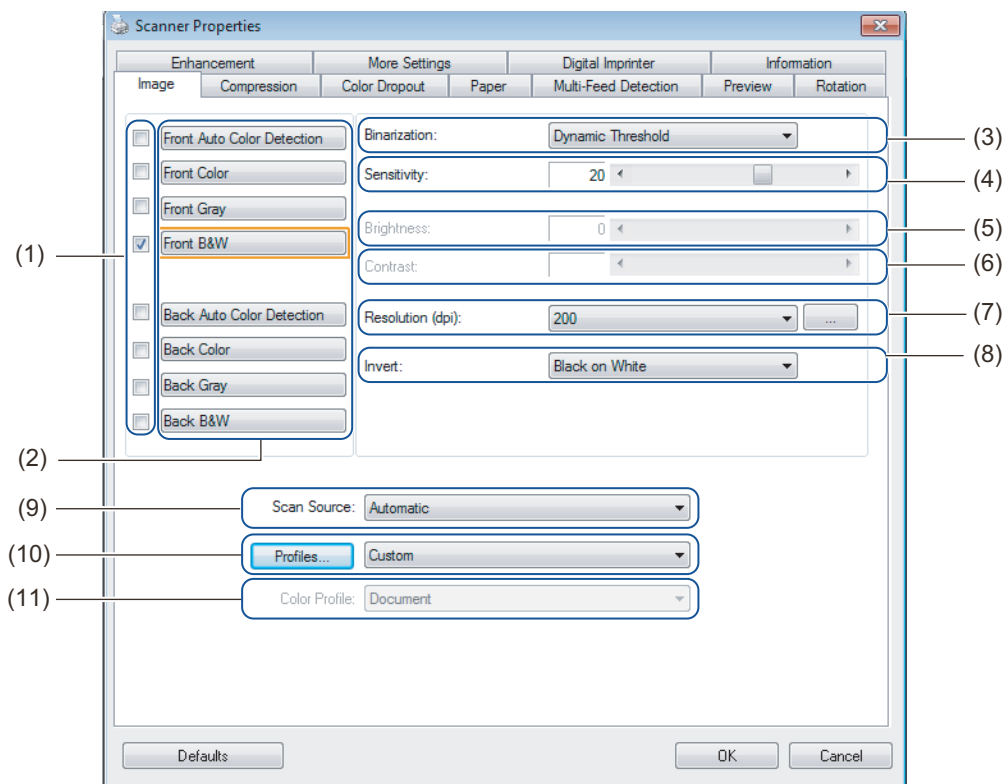 Scanner Properties
Enhancement More Settings Digital Imprinter Information
Image Compression Color Dropout Paper Multi-Feed Detection Preview Rotation
Front Auto Color Detection
Front Color
Front Gray
Front B&W
Back Auto Color Detection
Back Color
Back Gray
Back B&W
(1)
(2)
Binarization: Dynamic Threshold (3)
Sensitivity: 20 (4)
Brightness: 0 (5)
Contrast: (6)
Resolution (dpi): 200 ... (7)
Invert: Black on White (8)
(9) Scan Source: Automatic
(10) Profiles... Custom
(11) Color Profile: Document
Defaults OK Cancel